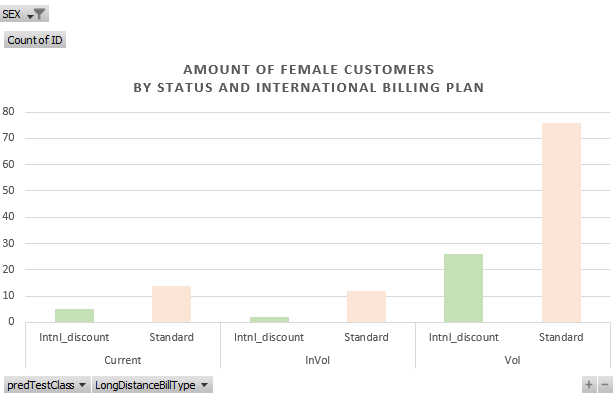 SEX
Count of ID
AMOUNT OF FEMALE CUSTOMERS
BY STATUS AND INTERNATIONAL BILLING PLAN
80
70
60
50
40
30
20
10
0
Intnl_discount Standard Intnl_discount Standard Intnl_discount Standard
Current InVol Vol
predTestClass LongDistanceBillType + -